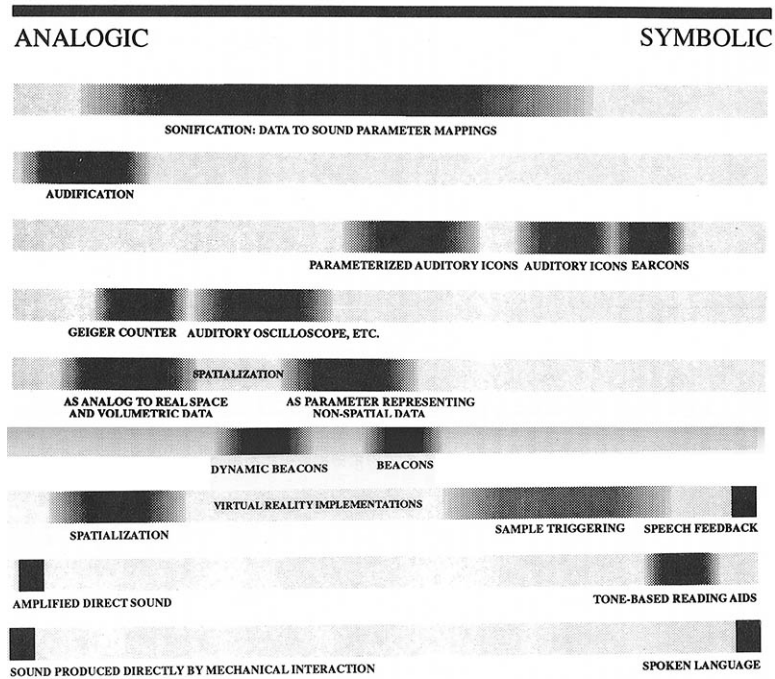 ANALOGIC SYMBOLIC
SONIFICATION: DATA TO SOUND PARAMETER MAPPINGS
AUDIFICATION
PARAMETERIZED AUDITORY ICONS AUDITORY ICONS EARCONS
GEIGER COUNTER AUDITORY OSCILLOSCOPE, ETC.
SPATIALIZATION
AS ANALOG TO REAL SPACE AS PARAMETER REPRESENTING
AND VOLUMETRIC DATA NON-SPATIAL DATA
DYNAMIC BEACONS BEACONS
VIRTUAL REALITY IMPLEMENTATIONS
SPATIALIZATION SAMPLE TRIGGERING SPEECH FEEDBACK
AMPLIFIED DIRECT SOUND TONE-BASED READING AIDS
SOUND PRODUCED DIRECTLY BY MECHANICAL INTERACTION SPOKEN LANGUAGE